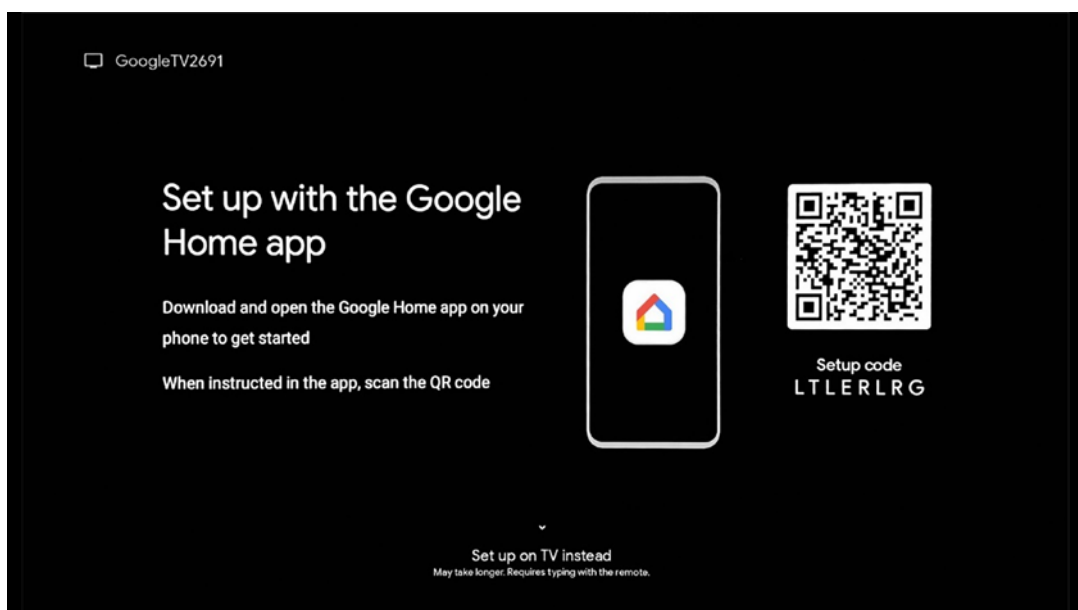 GoogleTV2691
Set up with the Google
Home app
Download and open the Google Home app on your
phone to get started
When instructed in the app, scan the QR code
Setup code
LTLERLRG
Set up on TV instead
May take longer. Requires typing with the remote.